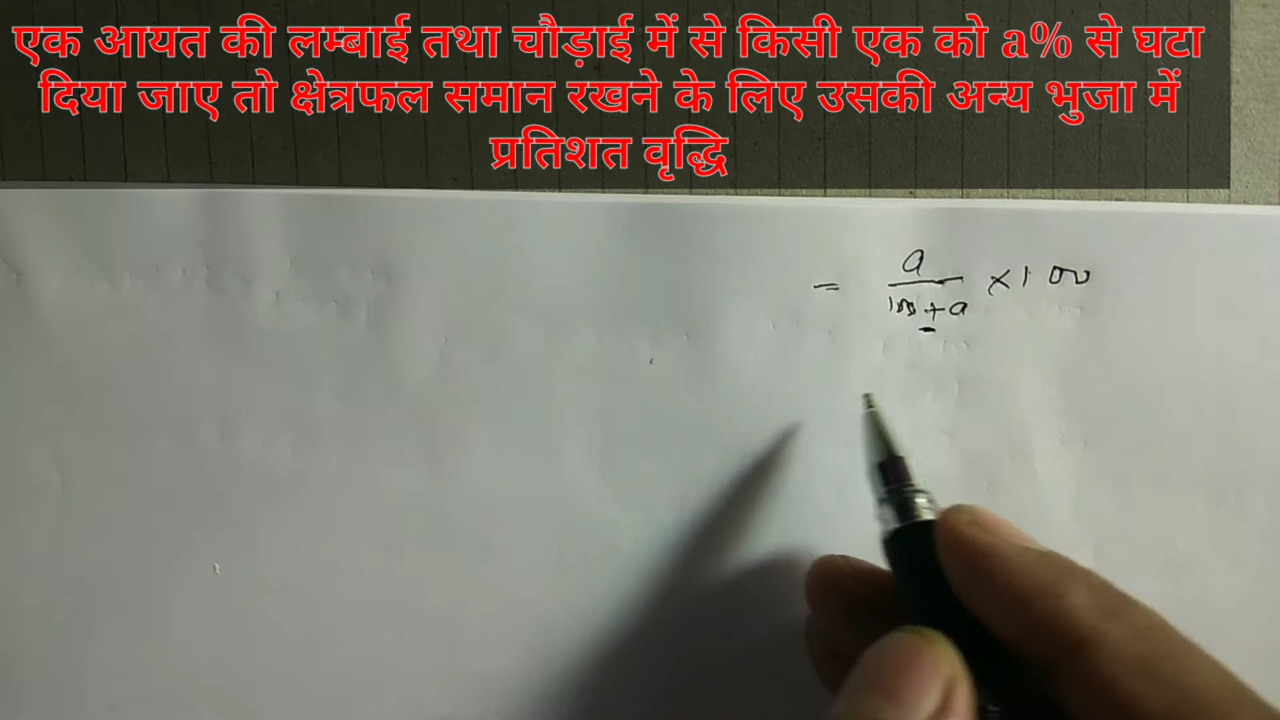 एक आयत की लम्बाई तथा चौड़ाई में से किसी एक को a% से घटा
दिया जाए तो क्षेत्रफल समान रखने के लिए उसकी अन्य भुजा में
प्रतिशत वृद्धि
= a/100+a ×100